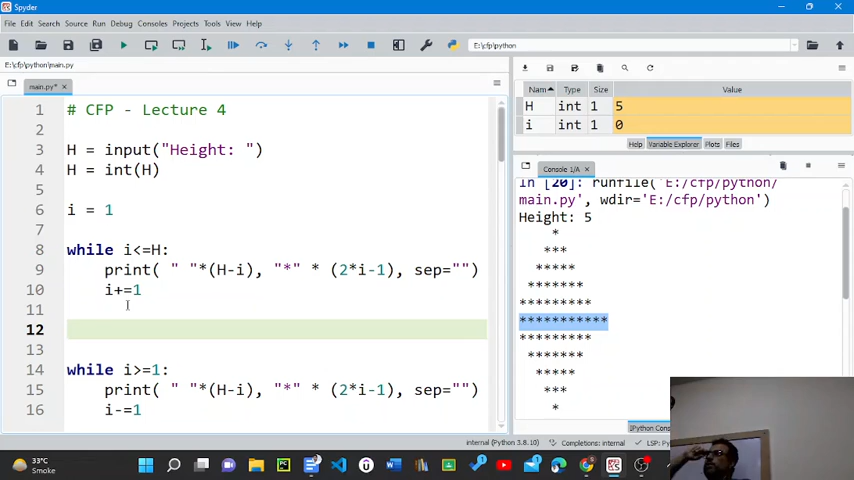 Spyder
File Edit Search Source Run Debug Consoles Projects Tools View Help
E:\cfp\python
E:\cfp\python\main.py
main.py*
1 # CFP - Lecture 4
2
3 H = input("Height: ")
4 H = int(H)
5
6 i = 1
7
8 while i<=H:
9 print( " "*(H-i), "*" * (2*i-1), sep="")
10 i+=1
11
12
13
14 while i>=1:
15 print( " "*(H-i), "*" * (2*i-1), sep="")
16 i-=1
Nam Type Size Value
H int 1 5
i int 1 0
Help Variable Explorer Plots Files
Console 1/A
In [20]: runfile('E:/cfp/python/
main.py', wdir='E:/cfp/python')
Height: 5
*
***
*****
*******
*********
***********
*********
*******
*****
***
*
IPython Con
internal (Python 3.8.10) Completions: internal LSP:
33°C
Smoke